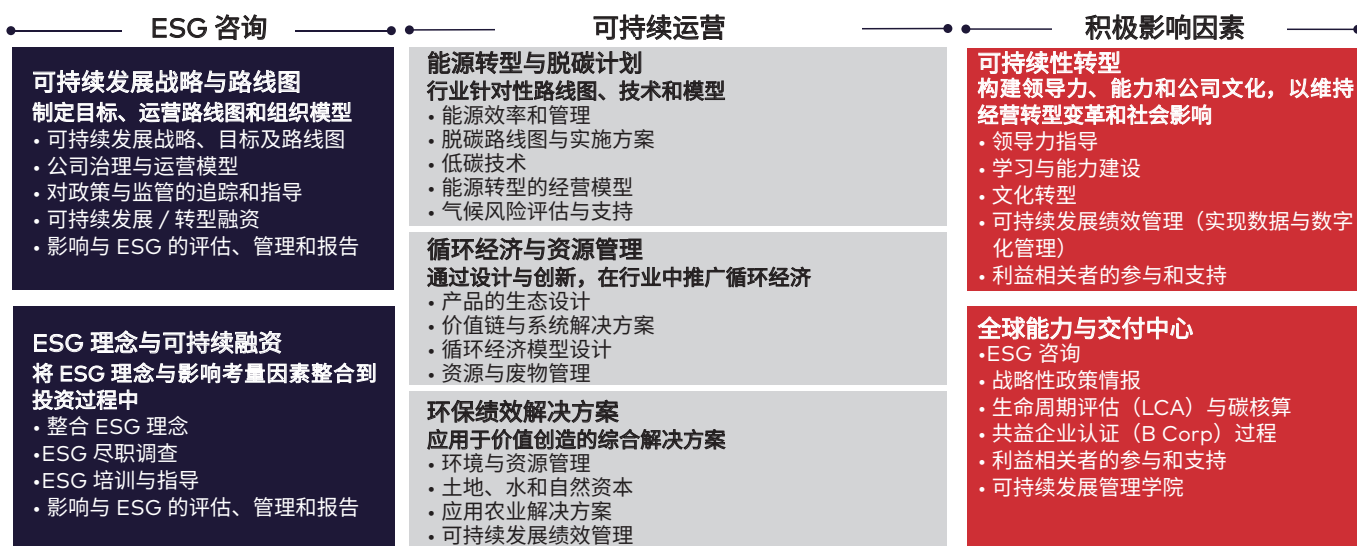 ESG 咨询
可持续发展战略与路线图
制定目标、运营路线图和组织模型
• 可持续发展战略、目标及路线图
• 公司治理与运营模型
• 对政策与监管的追踪和指导
• 可持续发展 / 转型融资
• 影响与 ESG 的评估、管理和报告
ESG 理念与可持续融资
将 ESG 理念与影响考量因素整合到
投资过程中
• 整合 ESG 理念
•ESG 尽职调查
•ESG 培训与指导
• 影响与 ESG 的评估、管理和报告
可持续运营
能源转型与脱碳计划
行业针对性路线图、技术和模型
• 能源效率和管理
• 脱碳路线图与实施方案
• 低碳技术
• 能源转型的经营模型
• 气候风险评估与支持
循环经济与资源管理
通过设计与创新，在行业中推广循环经济
• 产品的生态设计
• 价值链与系统解决方案
• 循环经济模型设计
• 资源与废物管理
环保绩效解决方案
应用于价值创造的综合解决方案
• 环境与资源管理
• 土地、水和自然资本
• 应用农业解决方案
• 可持续发展绩效管理
积极影响因素
可持续性转型
构建领导力、能力和公司文化，以维持
经营转型变革和社会影响
• 领导力指导
• 学习与能力建设
• 文化转型
• 可持续发展绩效管理（实现数据与数字
化管理）
• 利益相关者的参与和支持
全球能力与交付中心
•ESG 咨询
• 战略性政策情报
• 生命周期评估（LCA）与碳核算
• 共益企业认证（B Corp）过程
• 利益相关者的参与和支持
• 可持续发展管理学院